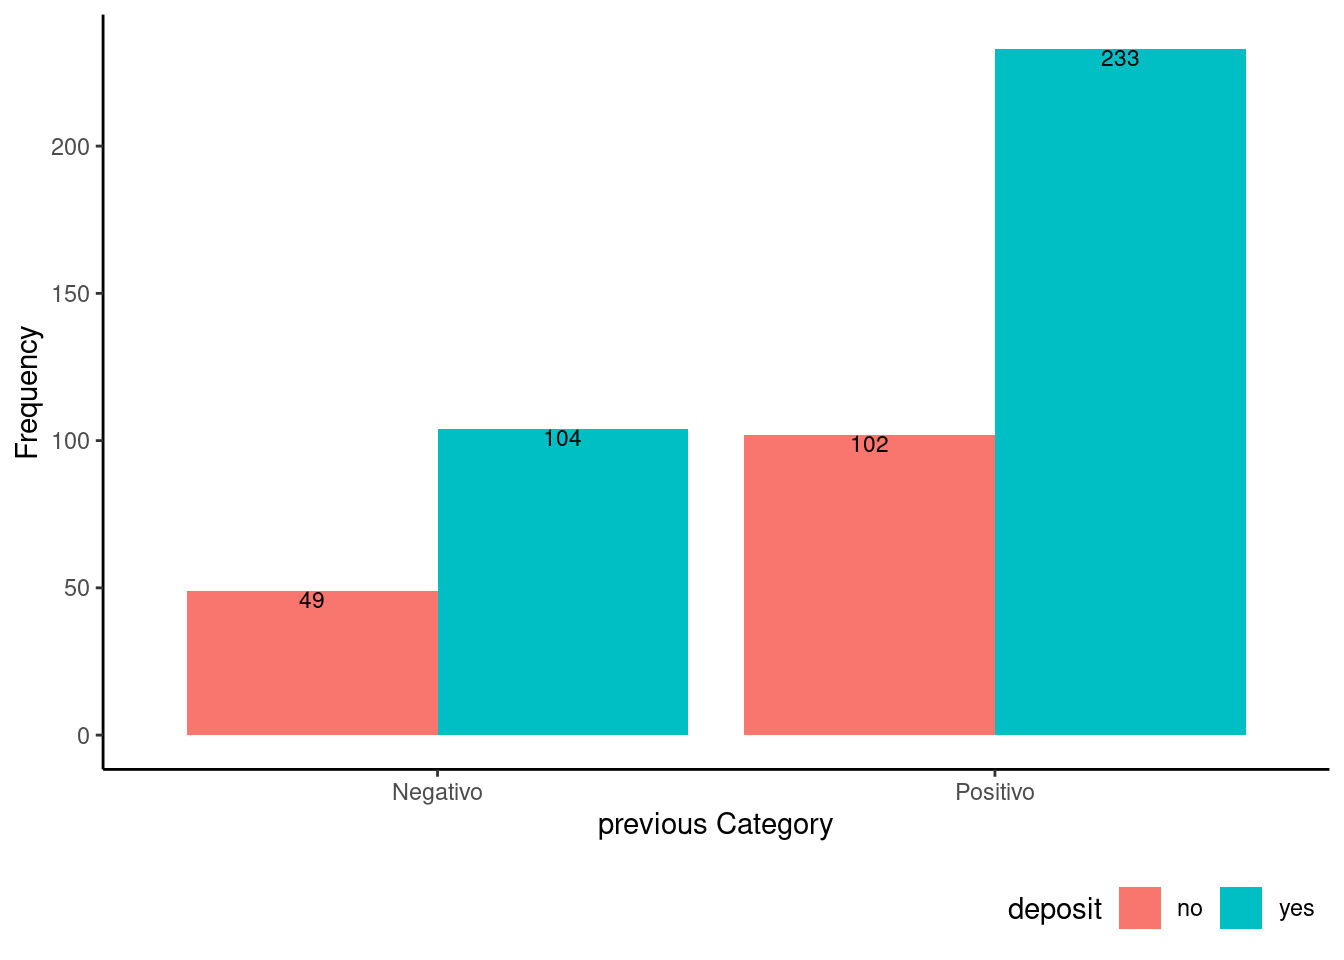 233
200
150
Frequency
104
102
100
50
49
0
Negativo Positivo
previous Category
deposit no yes